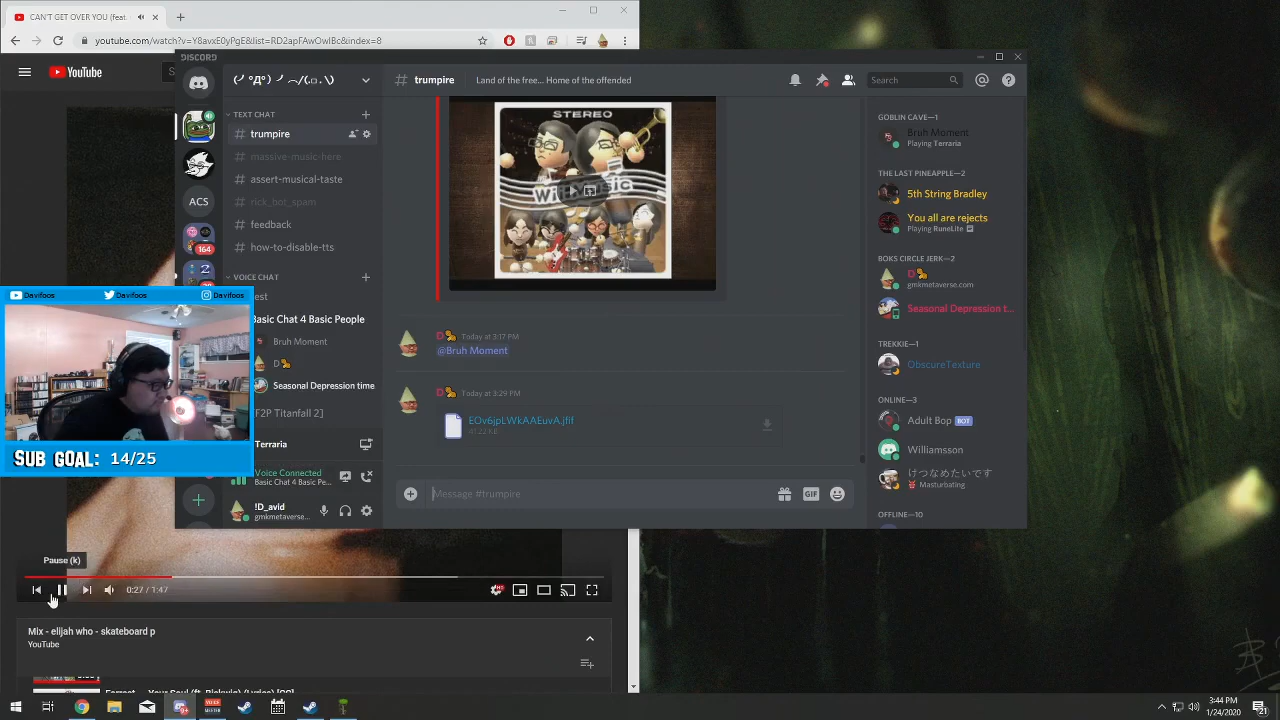 CAN'T GET OVER YOU (feat
youtube.com/watch?v=Y8avxE0yPgE&list=RD2apFAwOwIBc&index=8
DISCORD
YouTube
(╯°Д°)╯︵/(.□.\)
# trumpire
Land of the free... Home of the offended
Search
TEXT CHAT
# trumpire
# massive-music-here
# assert-musical-taste
# rick_bot_spam
# feedback
# how-to-disable-tts
VOICE CHAT
ACS
164
STEREO
Wii Music
GOBLIN CAVE—1
Bruh Moment
Playing Terraria
THE LAST PINEAPPLE—2
5th String Bradley
You all are rejects
Playing RuneLite
BOKS CIRCLE JERK—2
D
gmkmetaverse.com
Seasonal Depression t...
TREKKIE—1
ObscureTexture
ONLINE—3
Adult Bop BOT
Williamsson
けつなめたいです
Masturbating
OFFLINE—10
Davifoos
Davifoos
Davifoos
Basic Chat 4 Basic People
Bruh Moment
D
Seasonal Depression time
F2P Titanfall 2]
Terraria
SUB GOAL: 14/25
Voice Connected
Basic Chat 4 Basic Pe...
!D_avid
gmkmetaverse...
D Today at 3:17 PM
@Bruh Moment
D Today at 3:29 PM
EOv6jpLWkAAEuvA.jfif
41.22 KB
Message #trumpire
GIF
Pause (k)
0:27 / 1:47
Mix - elijah who - skateboard p
YouTube
3:44 PM
1/24/2020